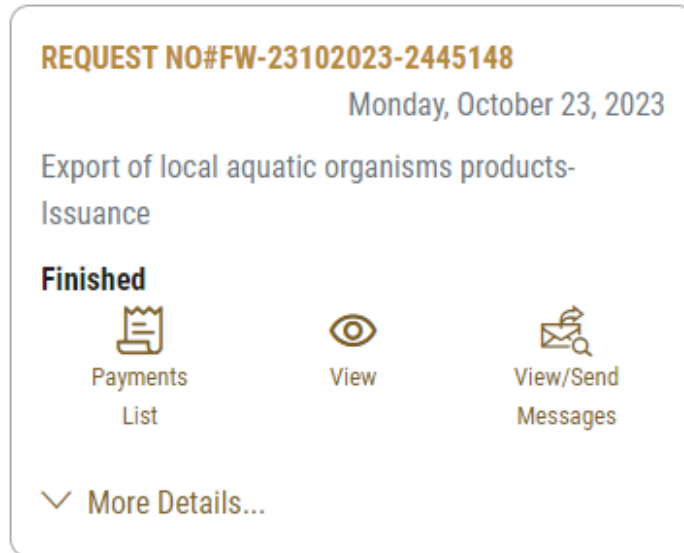 REQUEST NO#FW-23102023-2445148
Monday, October 23, 2023
Export of local aquatic organisms products-
Issuance
Finished
Payments
List
View
View/Send
Messages
More Details...